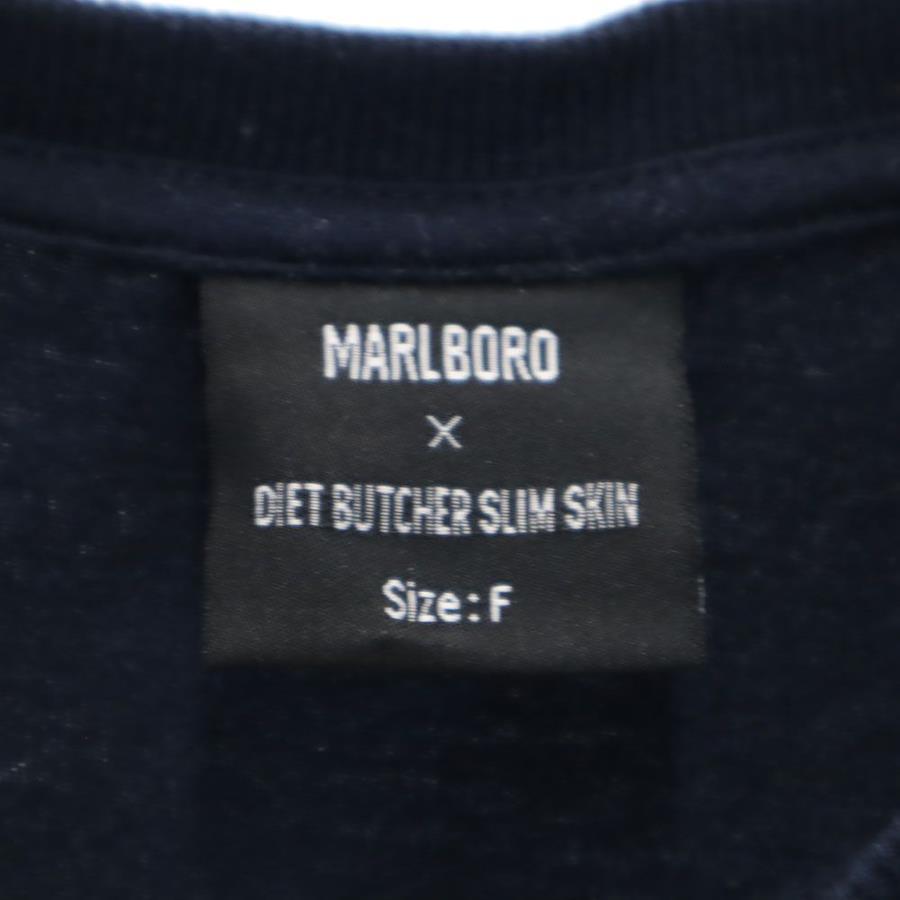 MARLBORO
×
DIET BUTCHER SLIM SKIN
Size: F